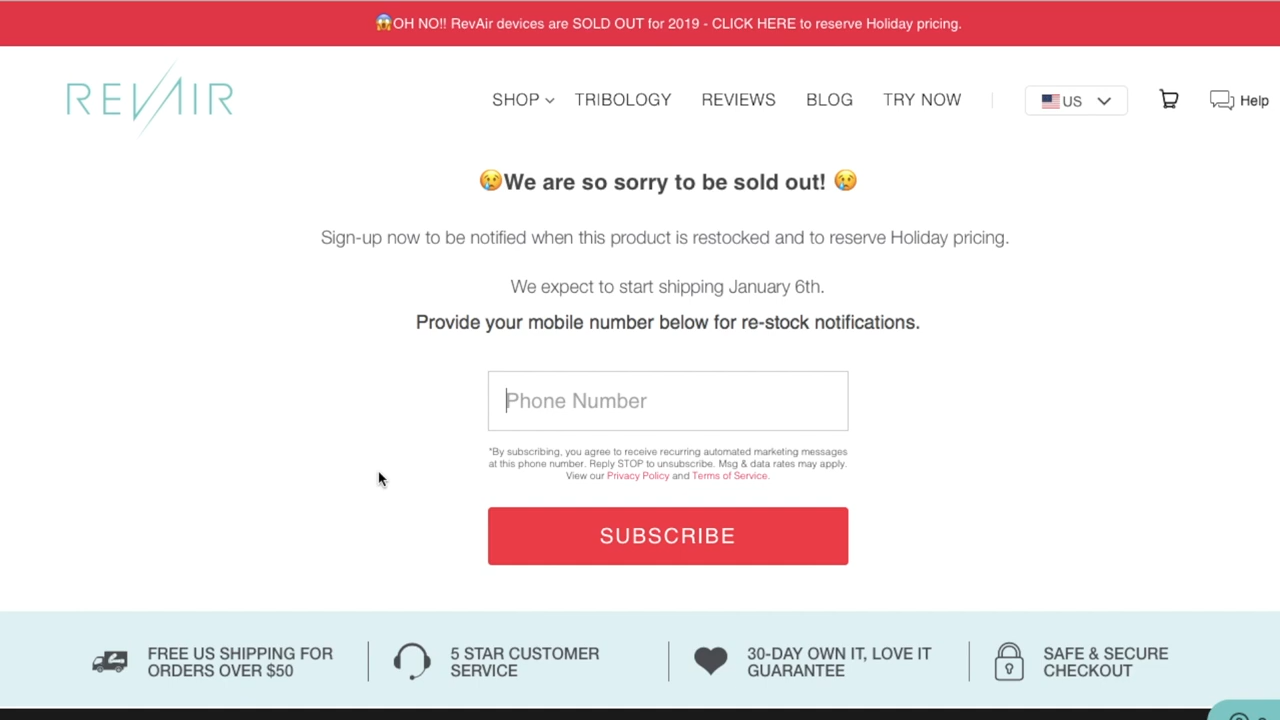 😱OH NO!! RevAir devices are SOLD OUT for 2019 - CLICK HERE to reserve Holiday pricing.
REVAIR
SHOP TRIBOLOGY REVIEWS BLOG TRY NOW US Help
😢We are so sorry to be sold out! 😢
Sign-up now to be notified when this product is restocked and to reserve Holiday pricing.
We expect to start shipping January 6th.
Provide your mobile number below for re-stock notifications.
Phone Number
*By subscribing, you agree to receive recurring automated marketing messages
at this phone number. Reply STOP to unsubscribe. Msg & data rates may apply.
View our Privacy Policy and Terms of Service.
SUBSCRIBE
FREE US SHIPPING FOR
ORDERS OVER $50
5 STAR CUSTOMER
SERVICE
30-DAY OWN IT, LOVE IT
GUARANTEE
SAFE & SECURE
CHECKOUT